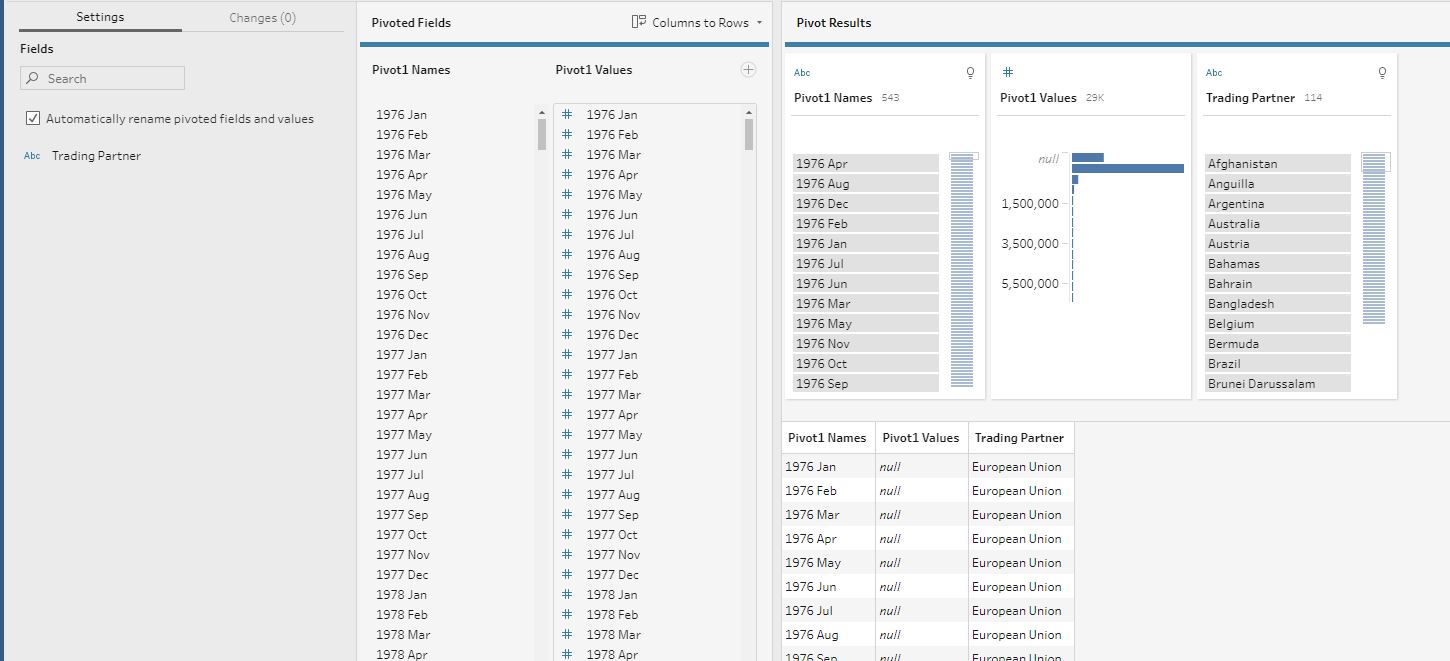 Settings
Changes (0)
Fields
Search
Automatically rename pivoted fields and values
Abc Trading Partner
Pivoted Fields
Columns to Rows
Pivot1 Names
Pivot1 Values
1976 Jan # 1976 Jan
1976 Feb # 1976 Feb
1976 Mar # 1976 Mar
1976 Apr # 1976 Apr
1976 May # 1976 May
1976 Jun # 1976 Jun
1976 Jul # 1976 Jul
1976 Aug # 1976 Aug
1976 Sep # 1976 Sep
1976 Oct # 1976 Oct
1976 Nov # 1976 Nov
1976 Dec # 1976 Dec
1977 Jan # 1977 Jan
1977 Feb # 1977 Feb
1977 Mar # 1977 Mar
1977 Apr # 1977 Apr
1977 May # 1977 May
1977 Jun # 1977 Jun
1977 Jul # 1977 Jul
1977 Aug # 1977 Aug
1977 Sep # 1977 Sep
1977 Oct # 1977 Oct
1977 Nov # 1977 Nov
1977 Dec # 1977 Dec
1978 Jan # 1978 Jan
1978 Feb # 1978 Feb
1978 Mar # 1978 Mar
1978 Apr # 1978 Apr
Pivot Results
Abc
Pivot1 Names 543
1976 Apr
1976 Aug
1976 Dec
1976 Feb
1976 Jan
1976 Jul
1976 Jun
1976 Mar
1976 May
1976 Nov
1976 Oct
1976 Sep
#
Pivot1 Values 29K
null
1,500,000
3,500,000
5,500,000
Abc
Trading Partner 114
Afghanistan
Anguilla
Argentina
Australia
Austria
Bahamas
Bahrain
Bangladesh
Belgium
Bermuda
Brazil
Brunei Darussalam
Pivot1 Names Pivot1 Values Trading Partner
1976 Jan null European Union
1976 Feb null European Union
1976 Mar null European Union
1976 Apr null European Union
1976 May null European Union
1976 Jun null European Union
1976 Jul null European Union
1976 Aug null European Union
1976 Sep null European Union